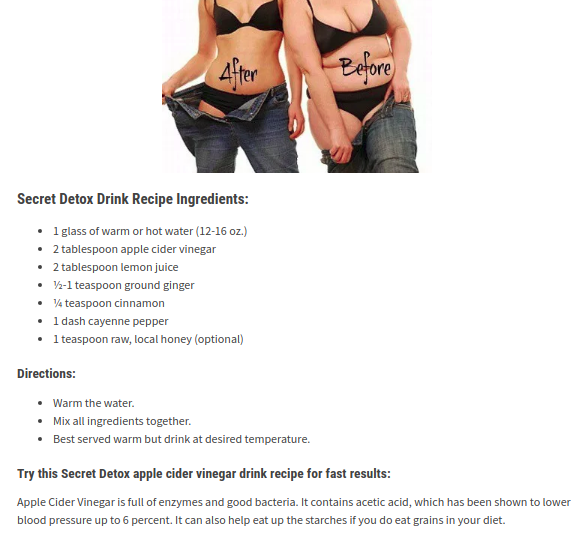 After
Before
Secret Detox Drink Recipe Ingredients:
• 1 glass of warm or hot water (12-16 oz.)
• 2 tablespoon apple cider vinegar
• 2 tablespoon lemon juice
• ½-1 teaspoon ground ginger
• ¼ teaspoon cinnamon
• 1 dash cayenne pepper
• 1 teaspoon raw, local honey (optional)
Directions:
• Warm the water.
• Mix all ingredients together.
• Best served warm but drink at desired temperature.
Try this Secret Detox apple cider vinegar drink recipe for fast results:
Apple Cider Vinegar is full of enzymes and good bacteria. It contains acetic acid, which has been shown to lower
blood pressure up to 6 percent. It can also help eat up the starches if you do eat grains in your diet.